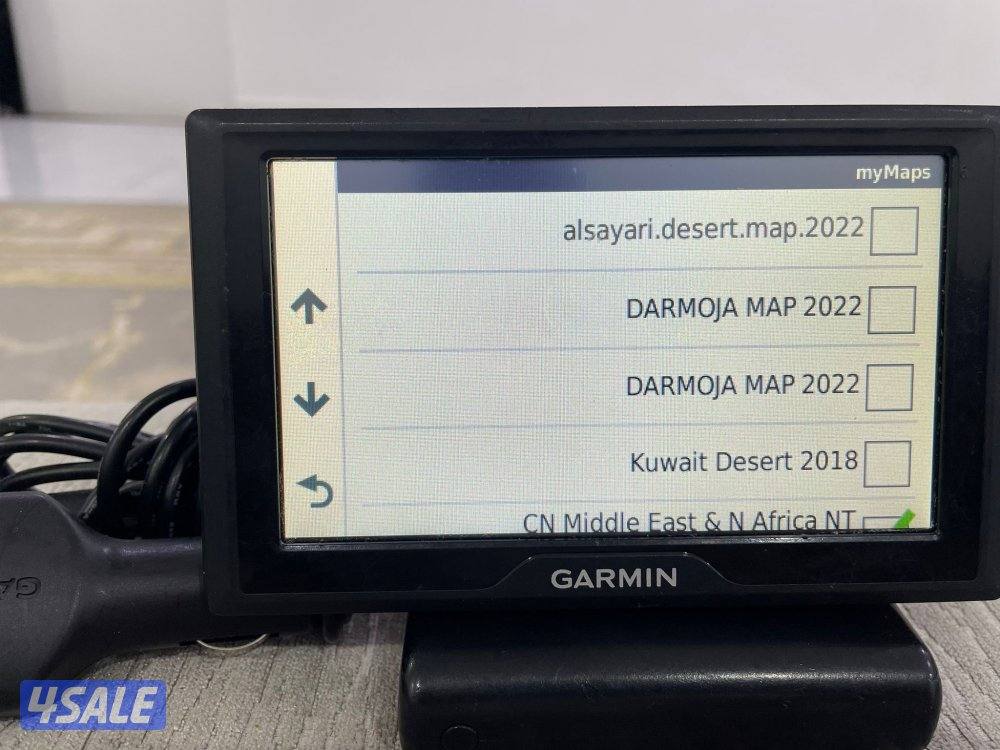 myMaps
alsayari.desert.map.2022
DARMOJA MAP 2022
DARMOJA MAP 2022
Kuwait Desert 2018
CN Middle East & N Africa NT
GARMIN
4SALE